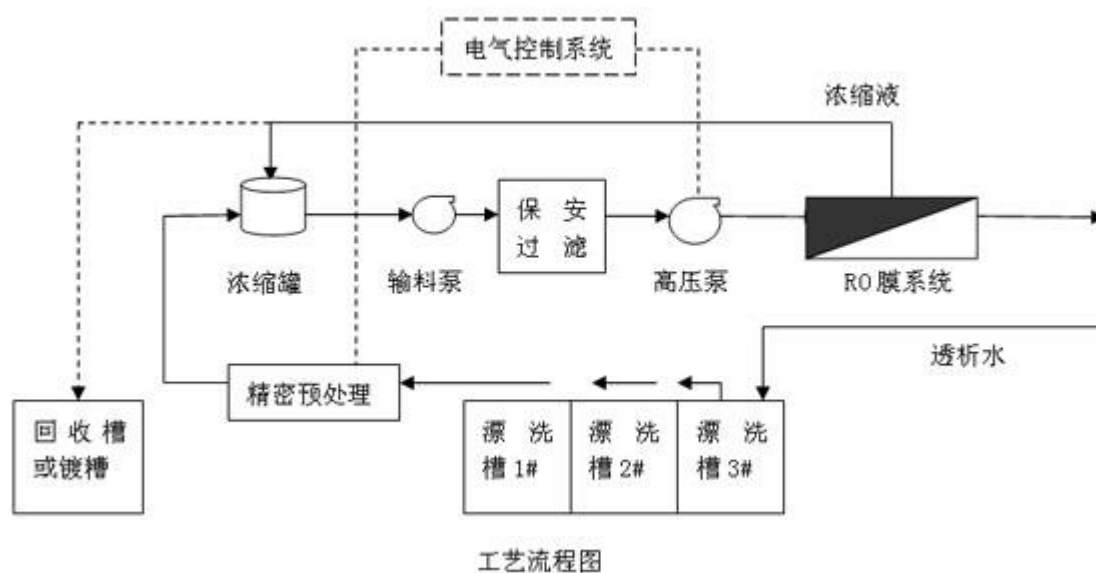 电气控制系统
浓缩液
保 安
过 滤
浓缩罐
输料泵
高压泵
RO膜系统
透析水
精密预处理
回 收 槽
或镀糟
漂 洗
槽1#
漂 洗
槽2#
漂 洗
槽3#
工艺流程图